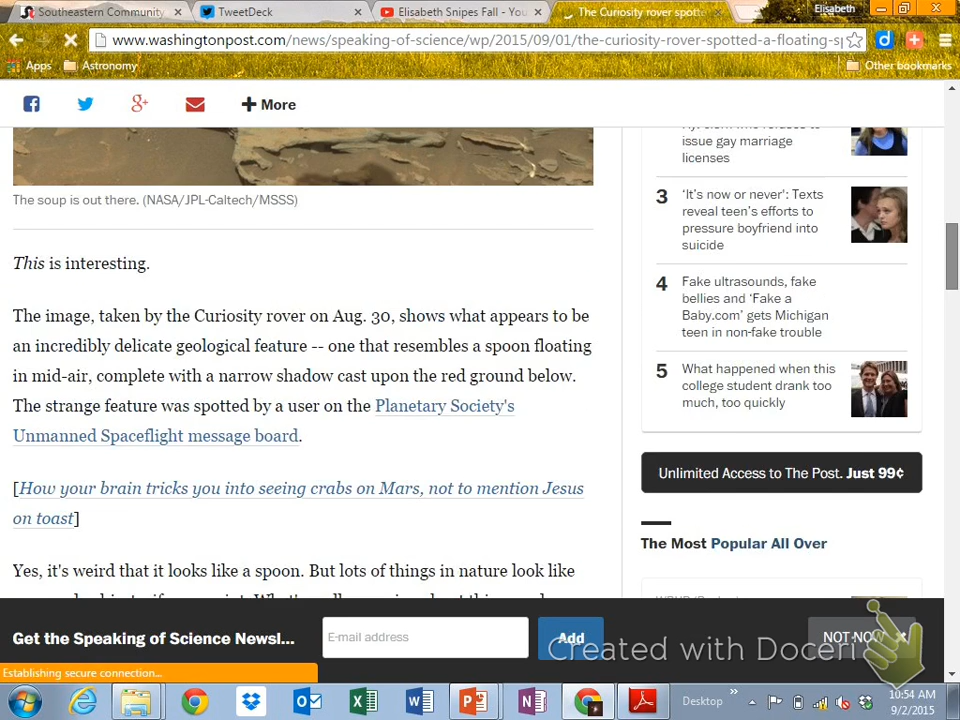 Southeastern Community
TweetDeck
Elisabeth Snipes Fall - You
The Curiosity rover spott
Elisabeth
www.washingtonpost.com/news/speaking-of-science/wp/2015/09/01/the-curiosity-rover-spotted-a-floating-s
Apps
Astronomy
Other bookmarks
More
The soup is out there. (NASA/JPL-Caltech/MSSS)
This is interesting.
The image, taken by the Curiosity rover on Aug. 30, shows what appears to be
an incredibly delicate geological feature -- one that resembles a spoon floating
in mid-air, complete with a narrow shadow cast upon the red ground below.
The strange feature was spotted by a user on the Planetary Society's
Unmanned Spaceflight message board.
[How your brain tricks you into seeing crabs on Mars, not to mention Jesus
on toast]
Yes, it's weird that it looks like a spoon. But lots of things in nature look like
issue gay marriage
licenses
3
'It's now or never': Texts
reveal teen's efforts to
pressure boyfriend into
suicide
4
Fake ultrasounds, fake
bellies and 'Fake a
Baby.com' gets Michigan
teen in non-fake trouble
5
What happened when this
college student drank too
much, too quickly
Unlimited Access to The Post. Just 99¢
The Most Popular All Over
Get the Speaking of Science Newsl...
E-mail address
Add
NOT NOW
Created with Doceri
Establishing secure connection...
Desktop
10:54 AM
9/2/2015